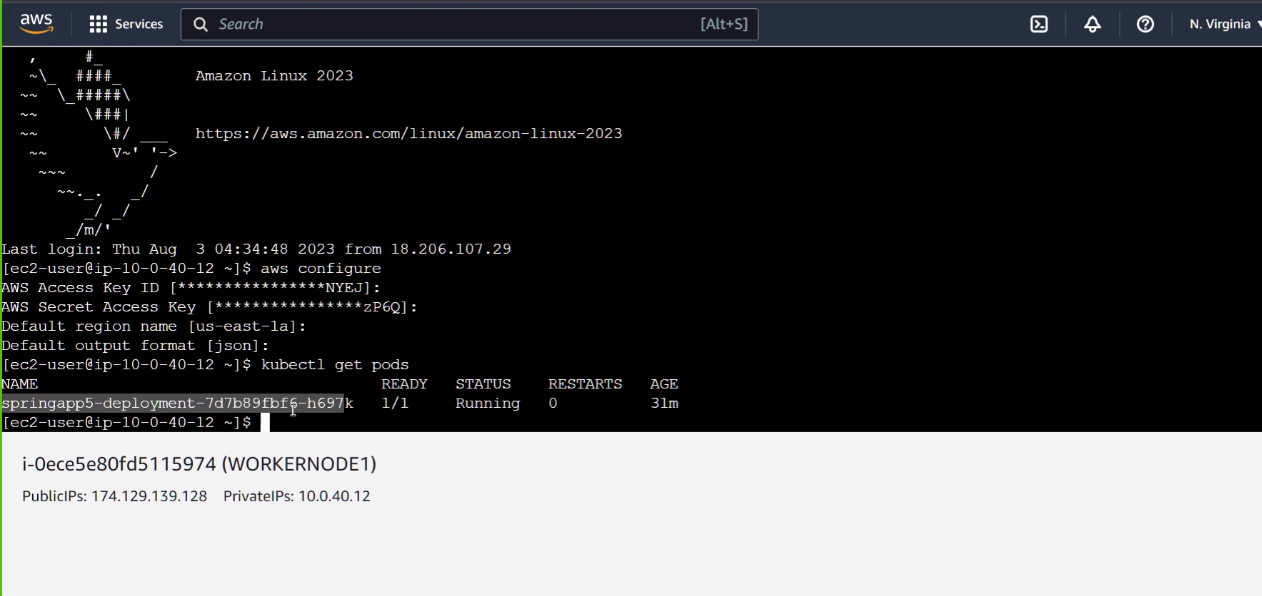 aws
Services
Search
[Alt+S]
N. Virginia
,      #_
~\_  ####_        Amazon Linux 2023
~~  \_#####\
~~     \###|
~~       \#/ ___   https://aws.amazon.com/linux/amazon-linux-2023
~~       V~' '->
~~~         /
~~._.   _/
_/ _/
_/m/'
Last login: Thu Aug  3 04:34:48 2023 from 18.206.107.29
[ec2-user@ip-10-0-40-12 ~]$ aws configure
AWS Access Key ID [****************NYEJ]:
AWS Secret Access Key [****************zP6Q]:
Default region name [us-east-1a]:
Default output format [json]:
[ec2-user@ip-10-0-40-12 ~]$ kubectl get pods
NAME                                     READY   STATUS    RESTARTS   AGE
springapp5-deployment-7d7b89fbf6-h697k   1/1     Running   0          31m
[ec2-user@ip-10-0-40-12 ~]$
i-0ece5e80fd5115974 (WORKERNODE1)
PublicIPs: 174.129.139.128   PrivateIPs: 10.0.40.12